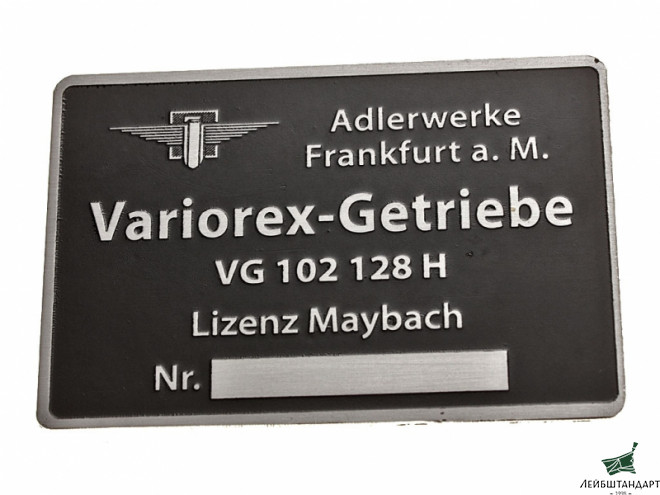 Adlerwerke
Frankfurt a. M.
Variorex-Getriebe
VG 102 128 H
Lizenz Maybach
Nr.
ЛЕЙБШТАНДАРТ